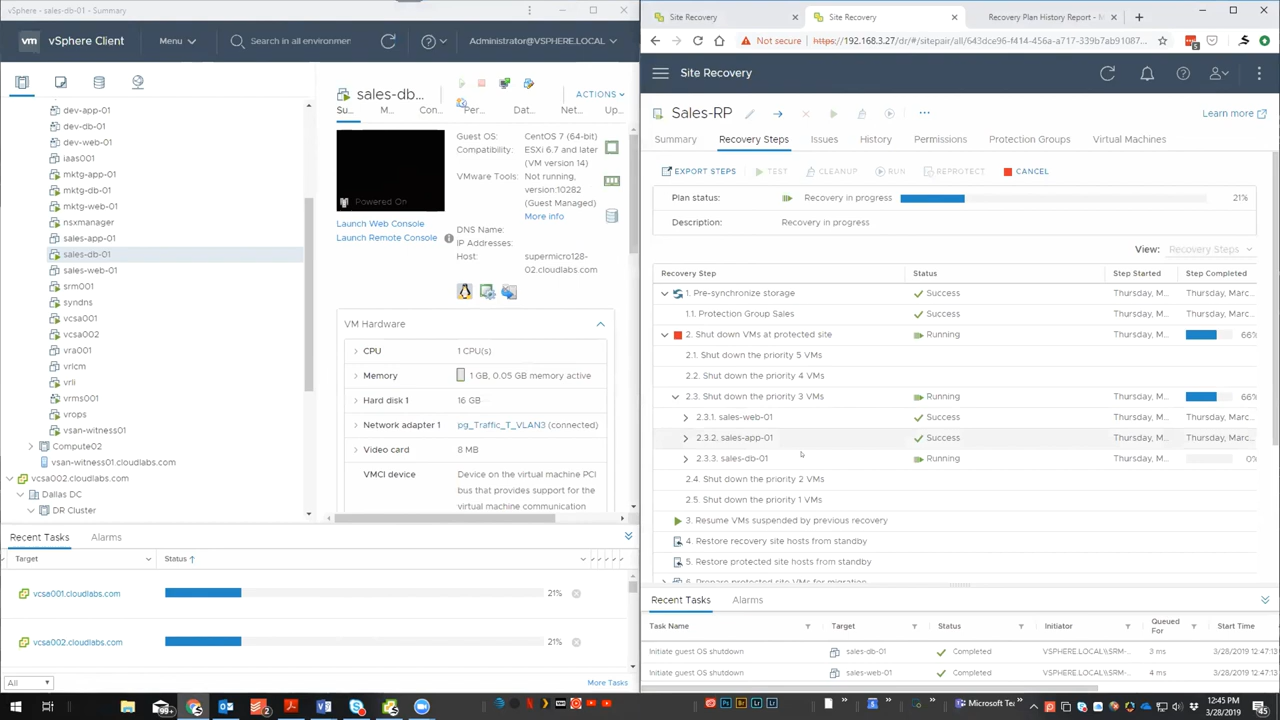 vSphere - sales-db-01 - Summary
vm vSphere Client
Menu
Search in all environmen
Administrator@VSPHERE.LOCAL
dev-app-01
dev-db-01
dev-web-01
iaas001
mktg-app-01
mktg-db-01
mktg-web-01
nsxmanager
sales-app-01
sales-db-01
sales-web-01
srm001
syndns
vcsa001
vcsa002
vra001
vricm
vrli
vrms001
vrops
vsan-witness01
Compute02
vsan-witness01.cloudlabs.com
vcsa002.cloudlabs.com
Dallas DC
DR Cluster
sales-db...
ACTIONS
Su... M... Con... Per... Dat... Net... Up...
Powered On
Launch Web Console
Launch Remote Console
Guest OS: CentOS 7 (64-bit)
Compatibility: ESXi 6.7 and later
(VM version 14)
VMware Tools: Not running,
version:10282
(Guest Managed)
More info
DNS Name:
IP Addresses:
Host: supermicro128-
02.cloudlabs.com
VM Hardware
CPU 1 CPU(s)
Memory 1 GB, 0.05 GB memory active
Hard disk 1 16 GB
Network adapter 1 pg_Traffic_T_VLAN3 (connected)
Video card 8 MB
VMCI device Device on the virtual machine PCI
bus that provides support for the
virtual machine communication
Recent Tasks Alarms
Target Status
vcsa001.cloudlabs.com 21%
vcsa002.cloudlabs.com 21%
All
More Tasks
Site Recovery
Site Recovery
Recovery Plan History Report - M
Not secure https://192.168.3.27/dr/#/sitepair/all/643dce96-f414-456a-a717-339b7ab91087...
Site Recovery
Sales-RP
Learn more
Summary Recovery Steps Issues History Permissions Protection Groups Virtual Machines
EXPORT STEPS TEST CLEANUP RUN REPROTECT CANCEL
Plan status: Recovery in progress 21%
Description: Recovery in progress
View: Recovery Steps
Recovery Step Status Step Started Step Completed
1. Pre-synchronize storage Success Thursday, M... Thursday, Marc...
1.1. Protection Group Sales Success Thursday, M... Thursday, Marc...
2. Shut down VMs at protected site Running Thursday, M... 66%
2.1. Shut down the priority 5 VMs
2.2. Shut down the priority 4 VMs
2.3. Shut down the priority 3 VMs Running Thursday, M... 66%
2.3.1. sales-web-01 Success Thursday, M... Thursday, Marc...
2.3.2. sales-app-01 Success Thursday, M... Thursday, Marc...
2.3.3. sales-db-01 Running Thursday, M... 0%
2.4. Shut down the priority 2 VMs
2.5. Shut down the priority 1 VMs
3. Resume VMs suspended by previous recovery
4. Restore recovery site hosts from standby
5. Restore protected site hosts from standby
6. Prepare protected site VMs for migration
Recent Tasks Alarms
Task Name Target Status Initiator Queued For Start Time
Initiate guest OS shutdown sales-db-01 Completed VSPHERE.LOCAL\\SRM-... 3 ms 3/28/2019 12:47:13
Initiate guest OS shutdown sales-web-01 Completed VSPHERE.LOCAL\\SRM-... 4 ms 3/28/2019 12:47:13
99+
Microsoft Te
12:45 PM
3/28/2019